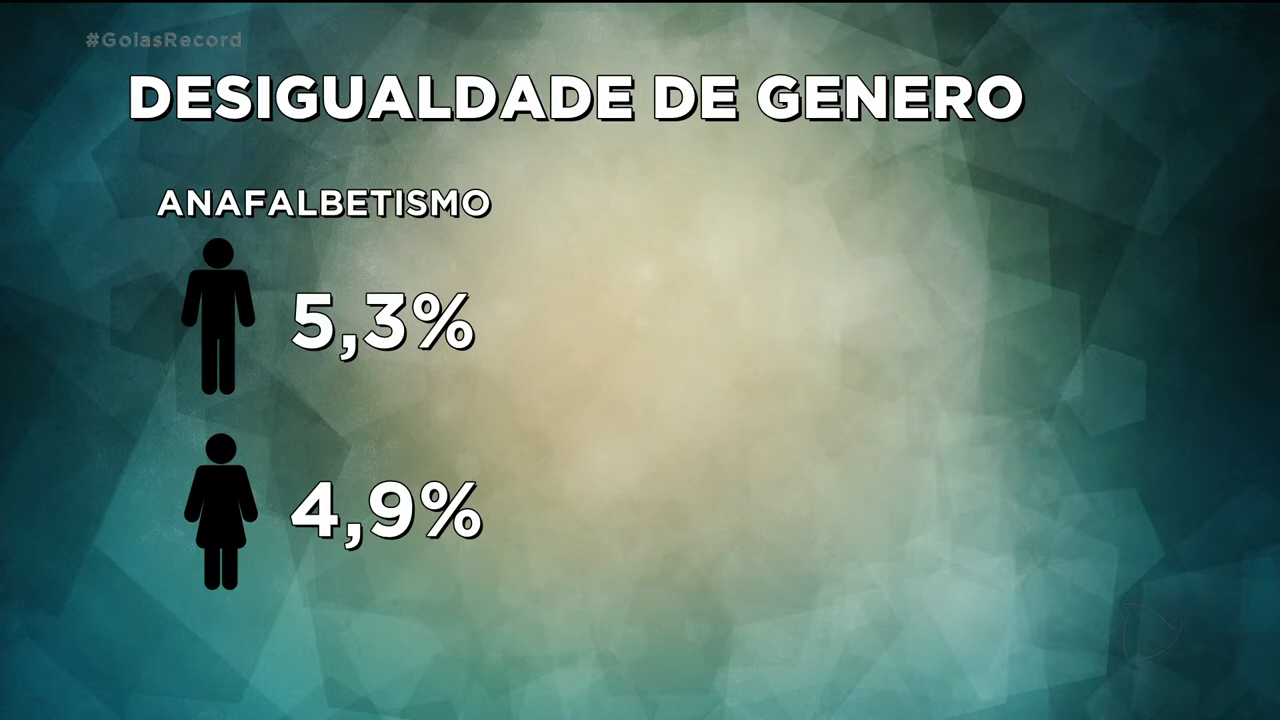 #GoiasRecord
DESIGUALDADE DE GENERO
ANAFALBETISMO
5,3%
4,9%